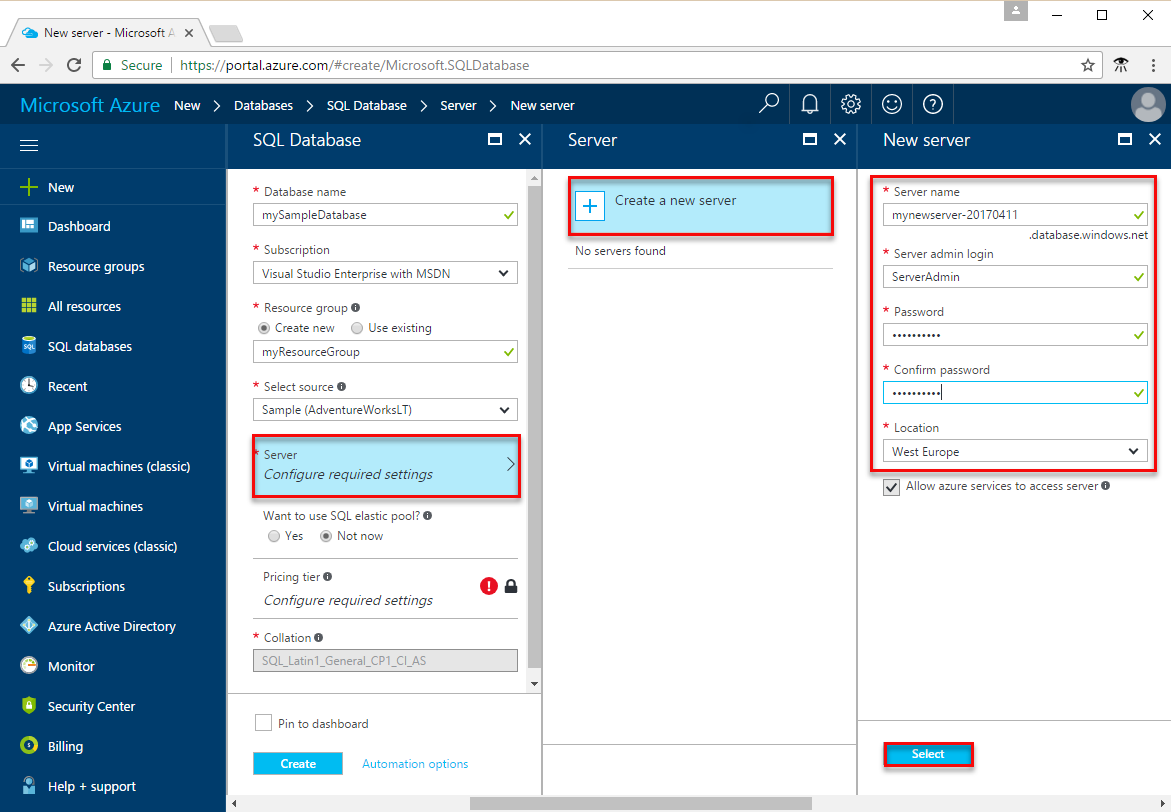 New server - Microsoft A
Secure
https://portal.azure.com/#create/Microsoft.SQLDatabase
Microsoft Azure New > Databases > SQL Database > Server > New server
New
Dashboard
Resource groups
All resources
SQL databases
Recent
App Services
Virtual machines (classic)
Virtual machines
Cloud services (classic)
Subscriptions
Azure Active Directory
Monitor
Security Center
Billing
Help + support
SQL Database
* Database name
mySampleDatabase
* Subscription
Visual Studio Enterprise with MSDN
* Resource group
Create new Use existing
myResourceGroup
* Select source
Sample (AdventureWorksLT)
* Server
Configure required settings
Want to use SQL elastic pool?
Yes Not now
Pricing tier
Configure required settings
* Collation
SQL_Latin1_General_CP1_CI_AS
Pin to dashboard
Create Automation options
Server
Create a new server
No servers found
New server
* Server name
mynewserver-20170411
.database.windows.net
* Server admin login
ServerAdmin
* Password
••••••••••
* Confirm password
••••••••••
* Location
West Europe
Allow azure services to access server
Select